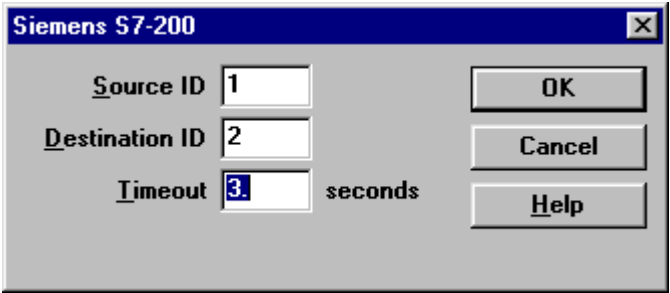 Siemens S7-200
Source ID 1
OK
Destination ID 2
Cancel
Timeout 3. seconds
Help